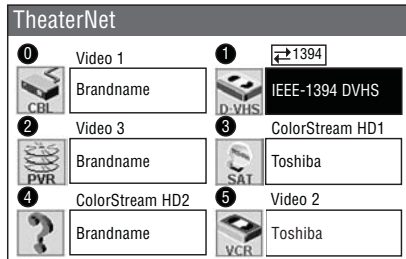 TheaterNet
0 Video 1
CBL Brandname
1 1394
D-VHS IEEE-1394 DVHS
2 Video 3
PVR Brandname
3 ColorStream HD1
SAT Toshiba
4 ColorStream HD2
? Brandname
5 Video 2
VCR Toshiba